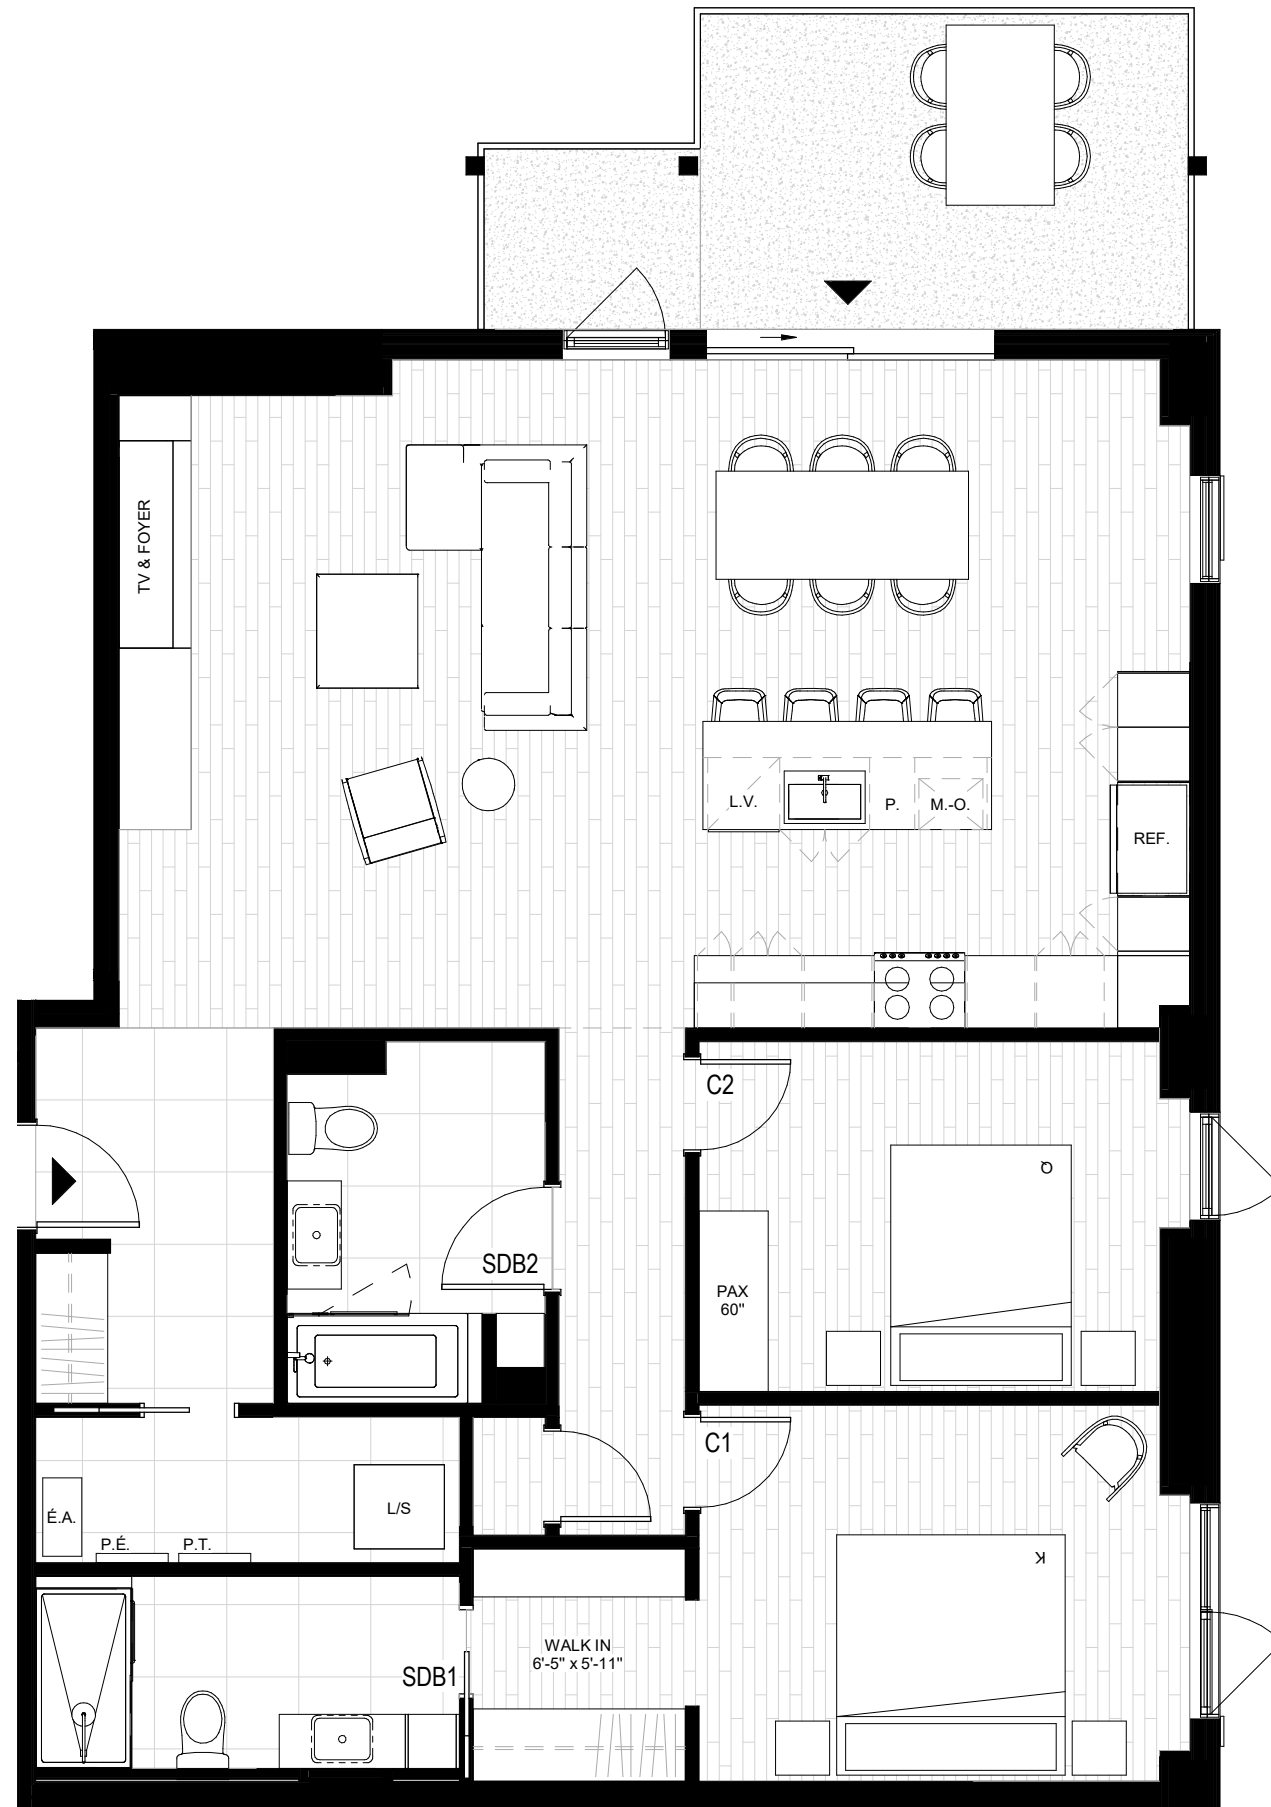 TV & FOYER
L.V.
P.
M.-O.
REF.
C2
Q
SDB2
PAX
60"
C1
É.A.
P.É.
P.T.
L/S
K
WALK IN
6'-5" x 5'-11"
SDB1